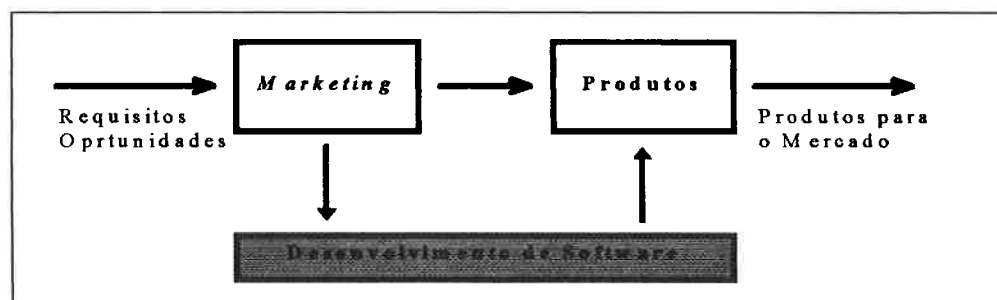 Marketing
Produtos
Requisitos
Oprtunidades
Produtos para
o Mercado
Desenvolvimento de Software